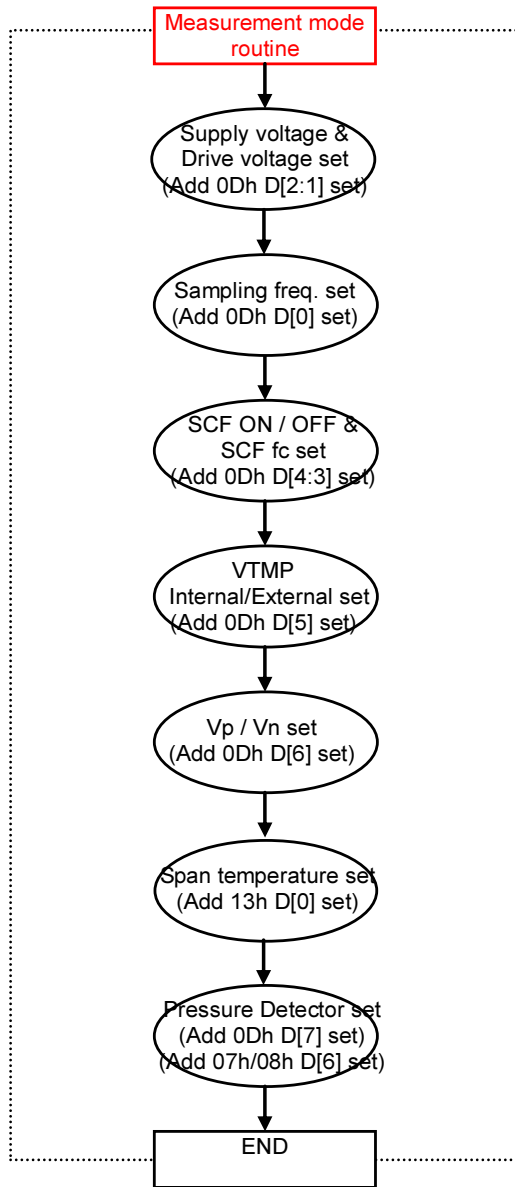 Measurement mode
routine
Supply voltage &
Drive voltage set
(Add 0Dh D[2:1] set)
Sampling freq. set
(Add 0Dh D[0] set)
SCF ON / OFF &
SCF fc set
(Add 0Dh D[4:3] set)
VTMP
Internal/External set
(Add 0Dh D[5] set)
Vp / Vn set
(Add 0Dh D[6] set)
Span temperature set
(Add 13h D[0] set)
Pressure Detector set
(Add 0Dh D[7] set)
(Add 07h/08h D[6] set)
END